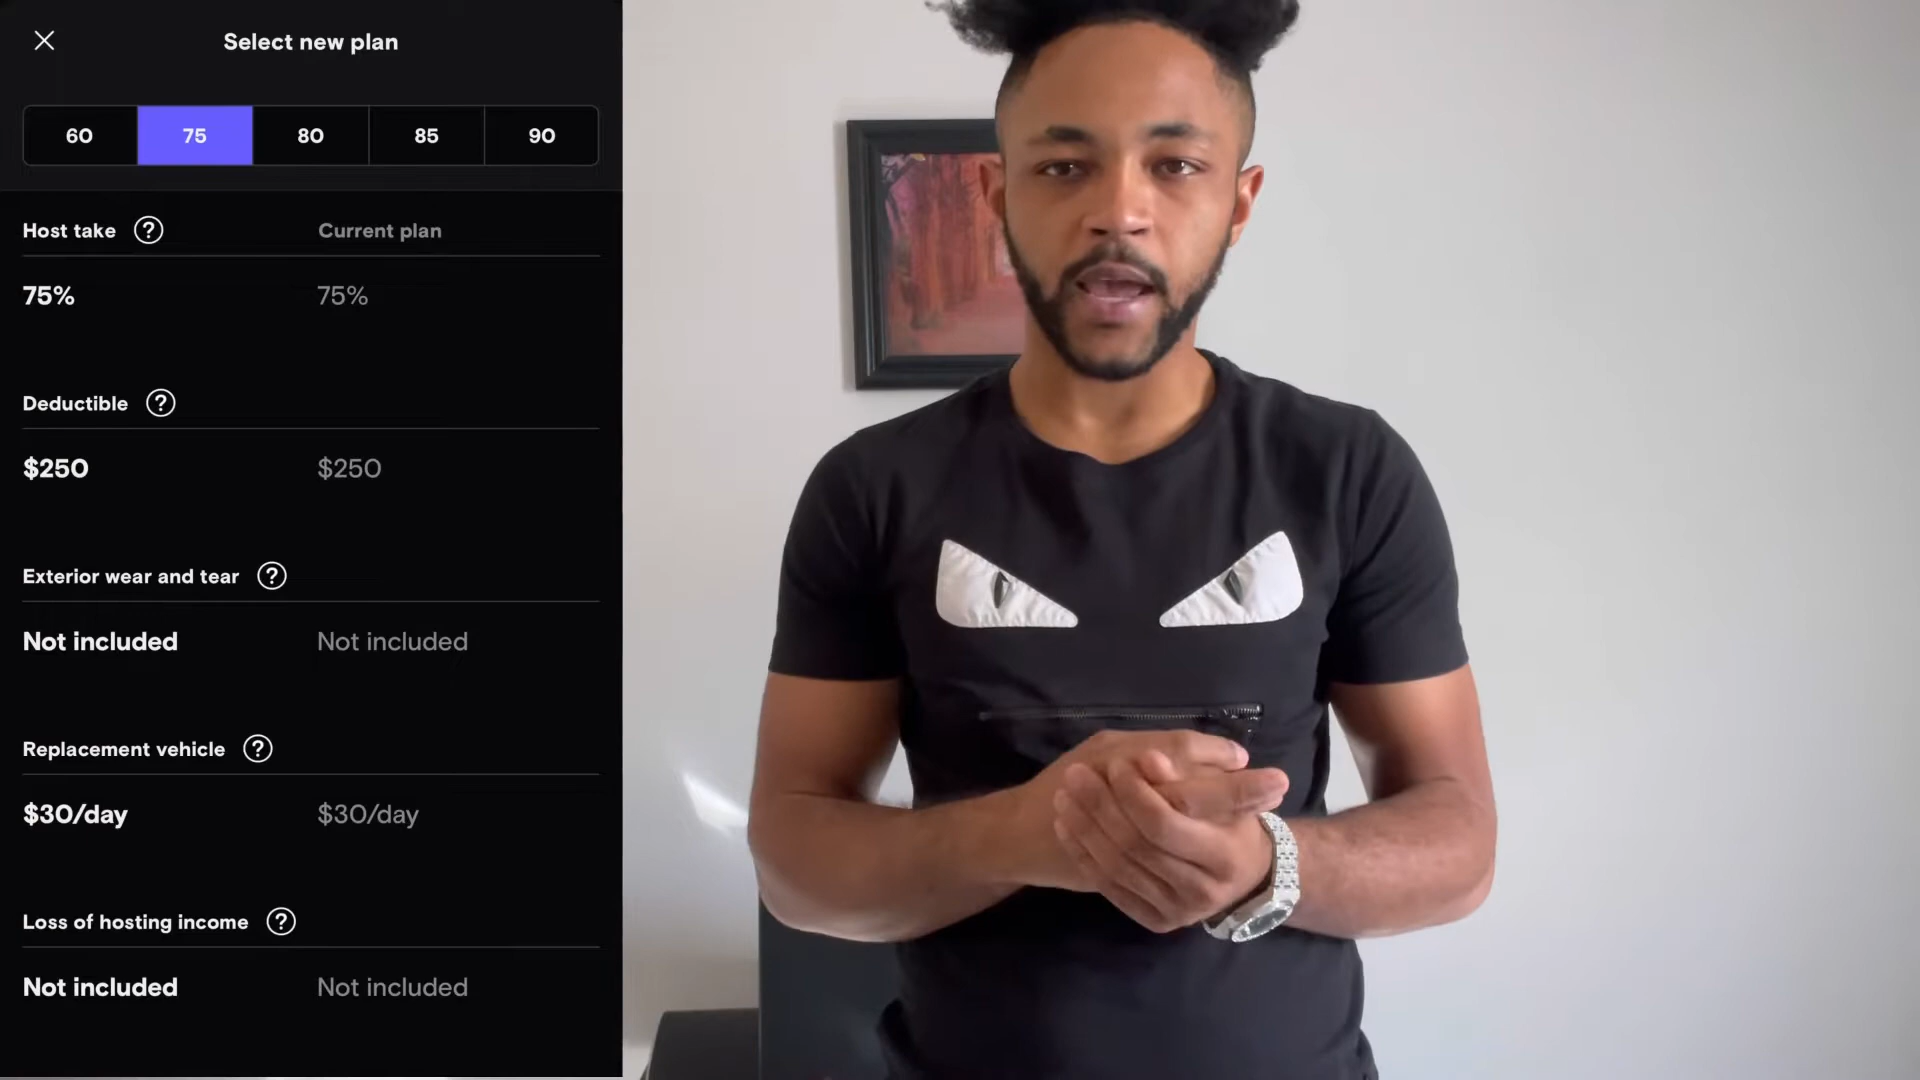 Select new plan
60 75 80 85 90
Host take ? Current plan
75% 75%
Deductible ?
$250 $250
Exterior wear and tear ?
Not included Not included
Replacement vehicle ?
$30/day $30/day
Loss of hosting income ?
Not included Not included